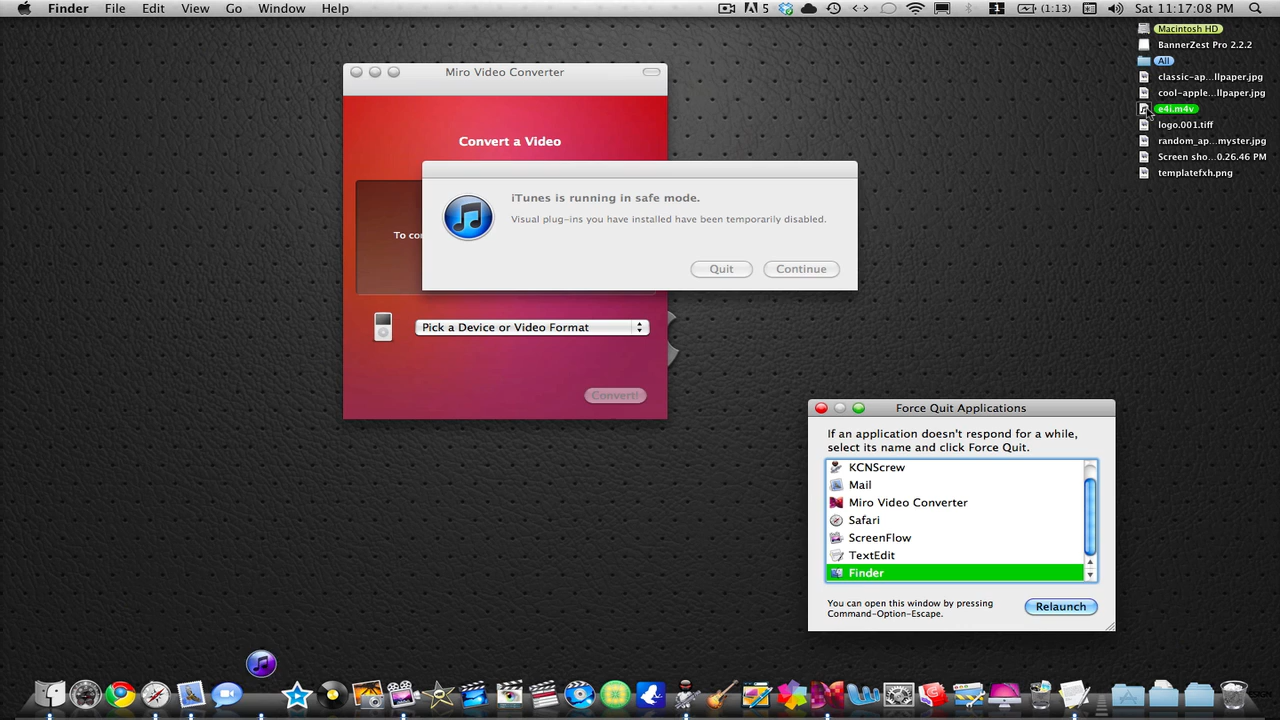 Finder File Edit View Go Window Help
5 1 (1:13) Sat 11:17:08 PM
Macintosh HD
BannerZest Pro 2.2.2
All
classic-ap...llpaper.jpg
cool-apple...llpaper.jpg
e4i.m4v
logo.001.tiff
random_ap...myster.jpg
Screen sho...0.26.46 PM
templatefxh.png
Miro Video Converter
Convert a Video
To co
iTunes is running in safe mode.
Visual plug-ins you have installed have been temporarily disabled.
Quit Continue
Pick a Device or Video Format
Convert!
Force Quit Applications
If an application doesn't respond for a while,
select its name and click Force Quit.
KCNScrew
Mail
Miro Video Converter
Safari
ScreenFlow
TextEdit
Finder
You can open this window by pressing
Command-Option-Escape.
Relaunch